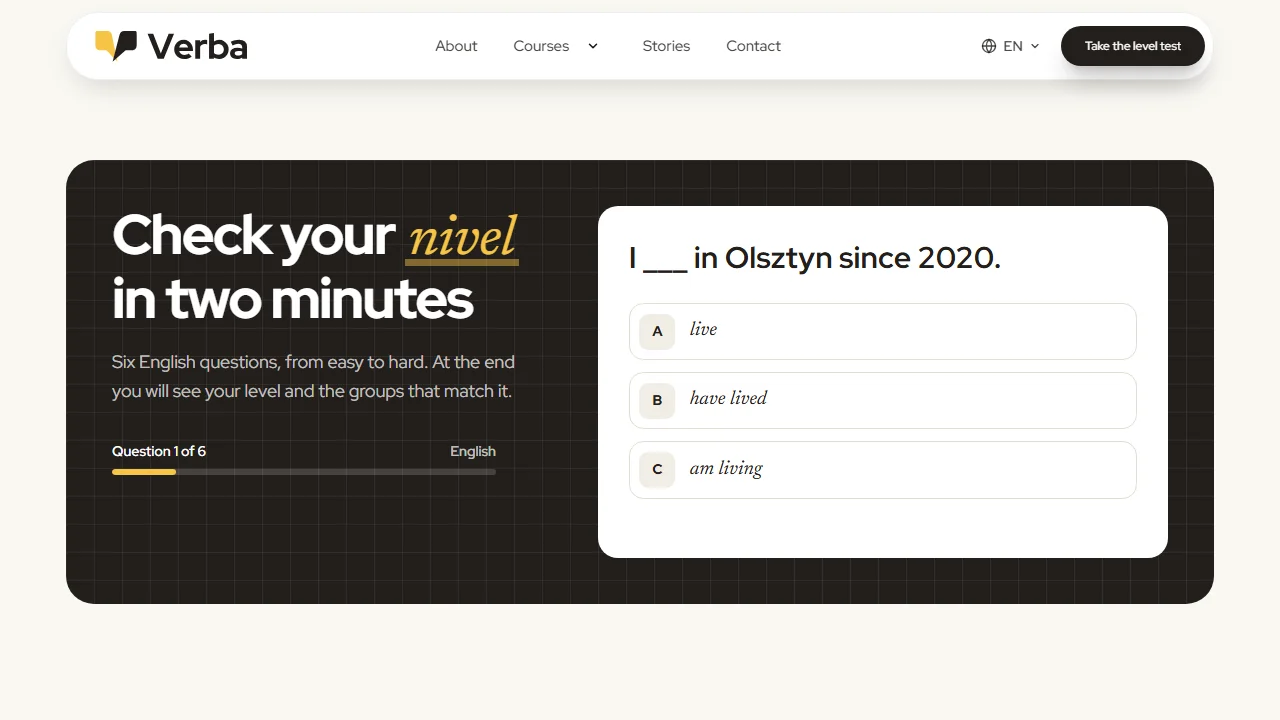 Verba
About
Courses
Stories
Contact
EN
Take the level test
Check your nivel
in two minutes
Six English questions, from easy to hard. At the end
you will see your level and the groups that match it.
Question 1 of 6
English
I ___ in Olsztyn since 2020.
A live
B have lived
C am living